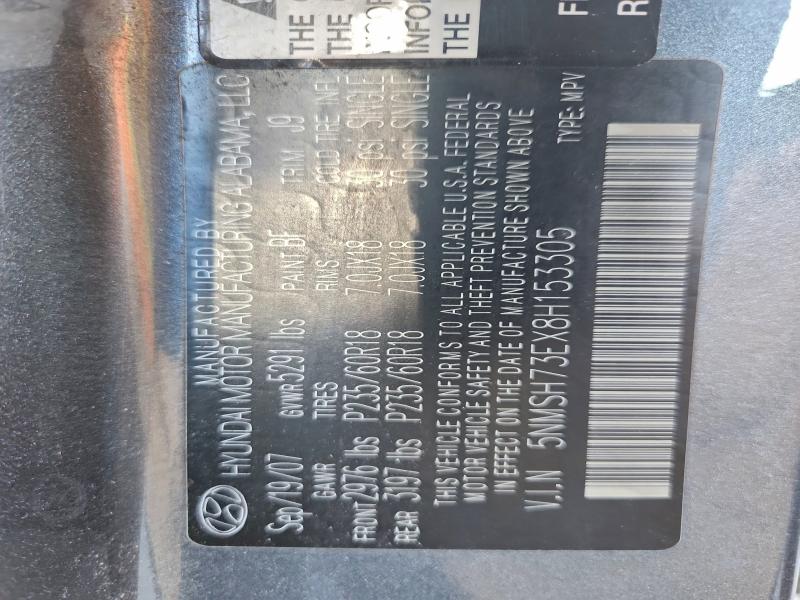 THE
THE
INFOR
THE
F
R
MANUFACTURED BY
HYUNDAI MOTOR MANUFACTURING ALABAMA, LLC
Sep/19/07 GVWR 5291 lbs PAINT BF TRIM J9
GAWR TIRES RIMS COLD TIRE INFL
FRONT 2976 lbs P235/60R18 7.00X18 30 psi SINGLE
REAR 3197 lbs P235/60R18 7.00X18 30 psi SINGLE
THIS VEHICLE CONFORMS TO ALL APPLICABLE U.S.A. FEDERAL
MOTOR VEHICLE SAFETY AND THEFT PREVENTION STANDARDS
IN EFFECT ON THE DATE OF MANUFACTURE SHOWN ABOVE
V.I.N 5NMSH73EX8H153305 TYPE: MPV